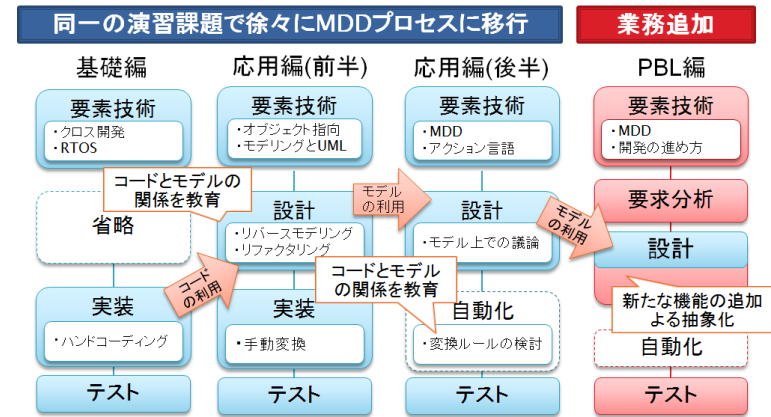 同一の演習課題で徐々にMDDプロセスに移行
業務追加
基礎編
要素技術
・クロス開発
・RTOS
省略
実装
・ハンドコーディング
テスト
応用編(前半)
要素技術
・オブジェクト指向
・モデリングとUML
コードとモデルの
関係を教育
設計
・リバースモデリング
・リファクタリング
コード
の利用
実装
・手動変換
テスト
応用編(後半)
要素技術
・MDD
・アクション言語
モデル
の利用
設計
・モデル上での議論
コードとモデル
の関係を教育
自動化
・変換ルールの検討
テスト
PBL編
要素技術
・MDD
・開発の進め方
要求分析
モデル
の利用
設計
新たな機能の追加
よる抽象化
自動化
テスト